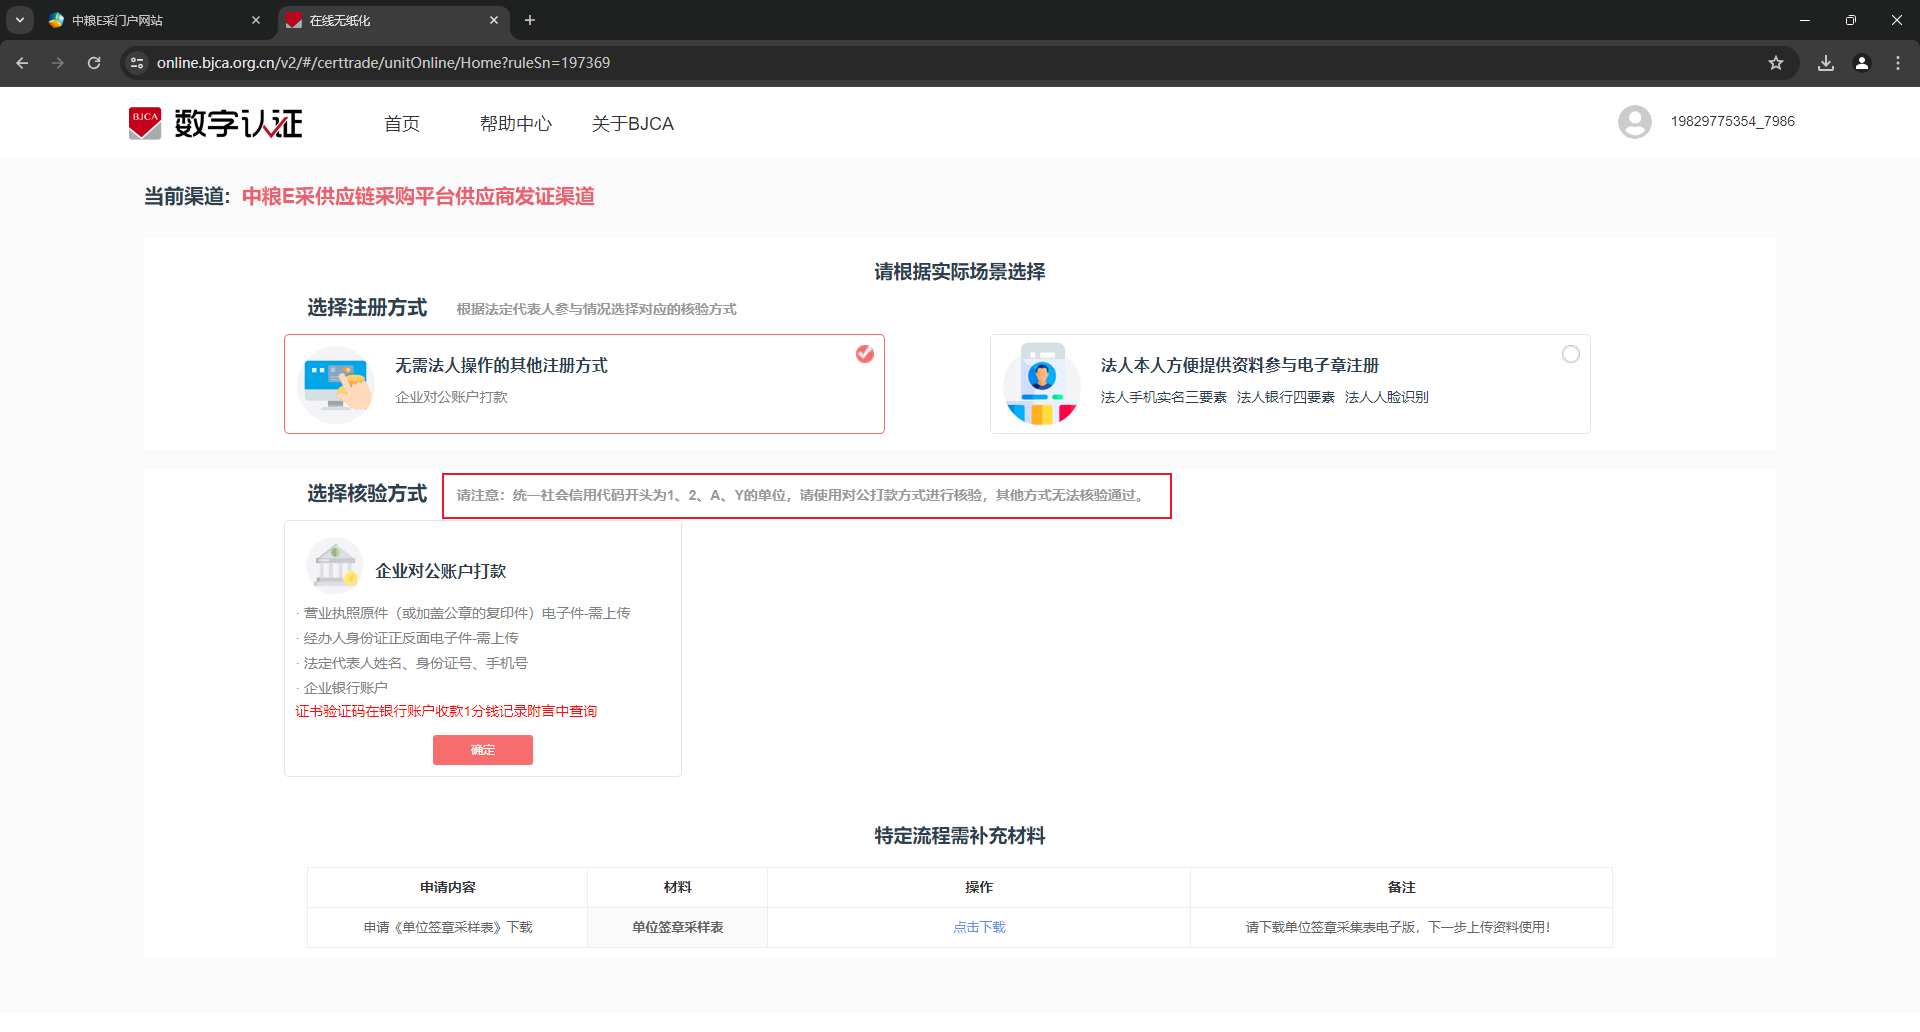 中粮E采门户网站
在线无纸化
online.bjca.org.cn/v2/#/certtrade/unitOnline/Home?ruleSn=197369
BJCA 数字认证 首页 帮助中心 关于BJCA 19829775354_7986
当前渠道：中粮E采供应链采购平台供应商发证渠道
请根据实际场景选择
选择注册方式 根据法定代表人参与情况选择对应的核验方式
无需法人操作的其他注册方式
企业对公账户打款
法人本人方便提供资料参与电子章注册
法人手机实名三要素 法人银行四要素 法人人脸识别
选择核验方式 请注意：统一社会信用代码开头为1、2、A、Y的单位，请使用对公打款方式进行核验，其他方式无法核验通过。
企业对公账户打款
· 营业执照原件（或加盖公章的复印件）电子件-需上传
· 经办人身份证正反面电子件-需上传
· 法定代表人姓名、身份证号、手机号
· 企业银行账户
证书验证码在银行账户收款1分钱记录附言中查询
确定
特定流程需补充材料
申请内容 材料 操作 备注
申请《单位签章采样表》下载 单位签章采样表 点击下载 请下载单位签章采集表电子版，下一步上传资料使用！